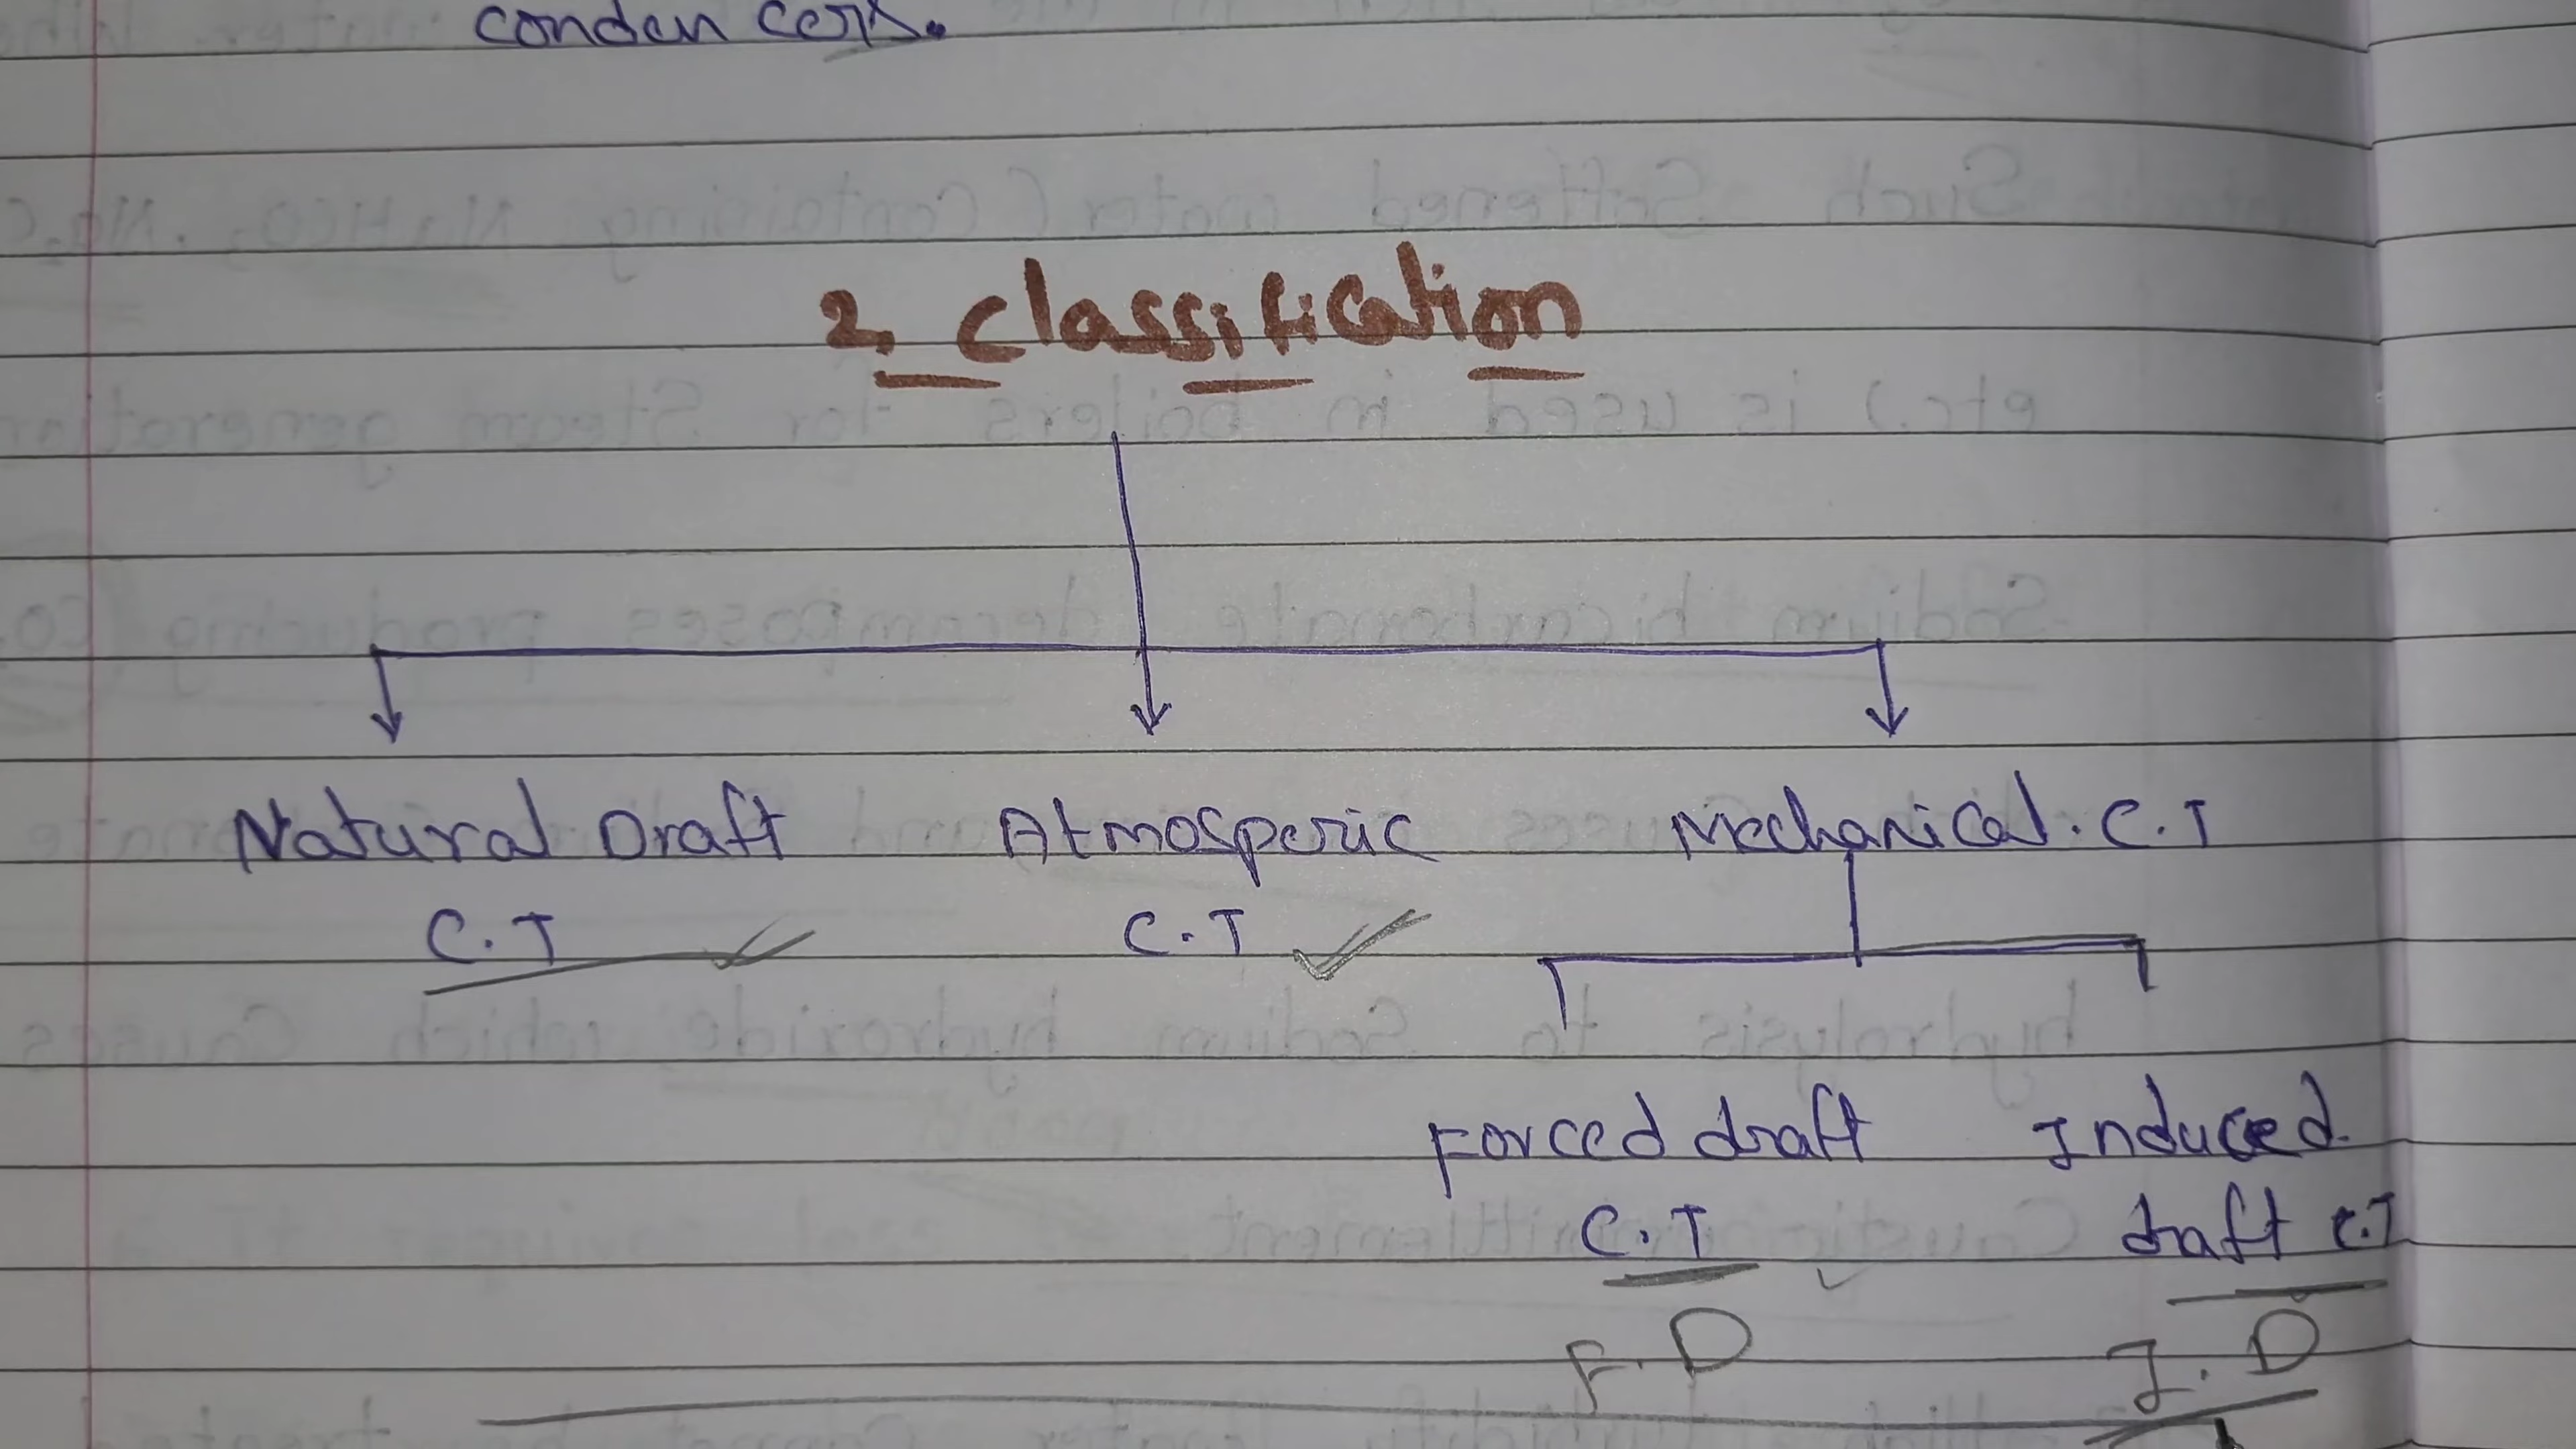 conden cers.
2. Classification
Natural Draft Atmosperic Mechanical. C.T
C.T C.T
Forced draft Induced.
C.T draft C.T
F.D I.D